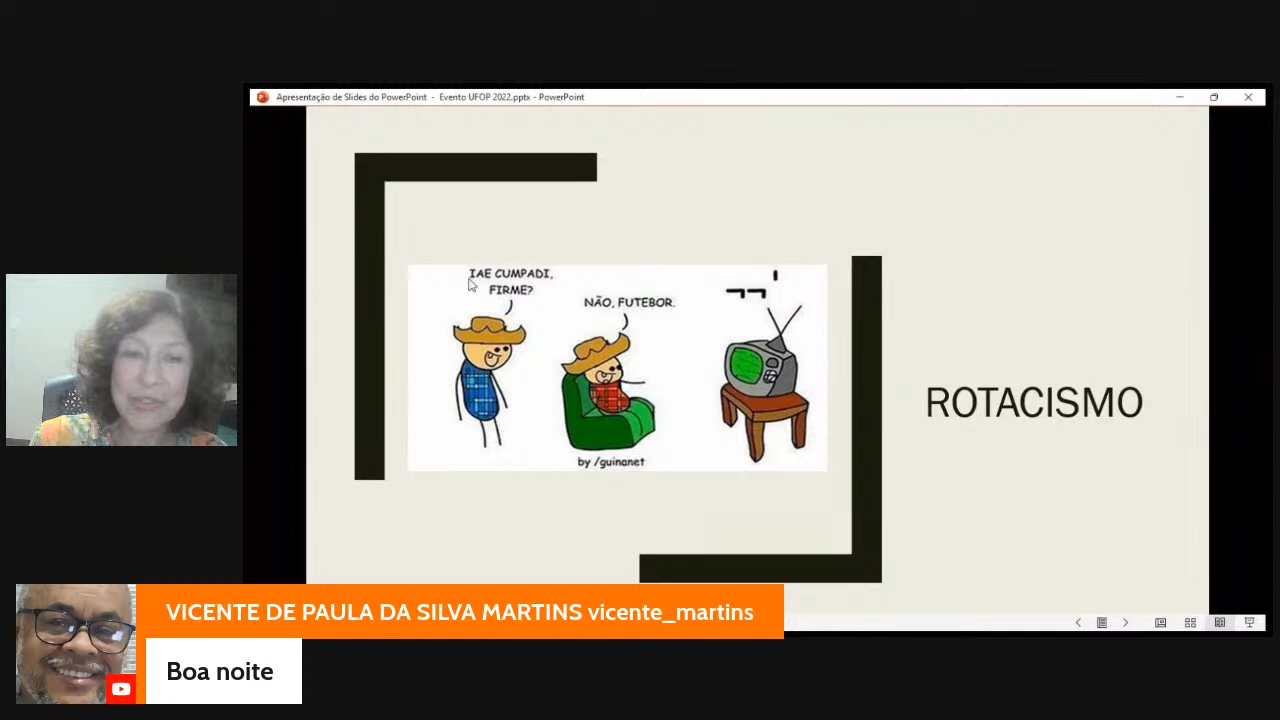 Apresentação de Slides do PowerPoint - Evento UFOP 2022.pptx - PowerPoint
IAE CUMPADI,
FIRME?
NÃO, FUTEBOR.
by /guinanet
ROTACISMO
VICENTE DE PAULA DA SILVA MARTINS vicente_martins
Boa noite